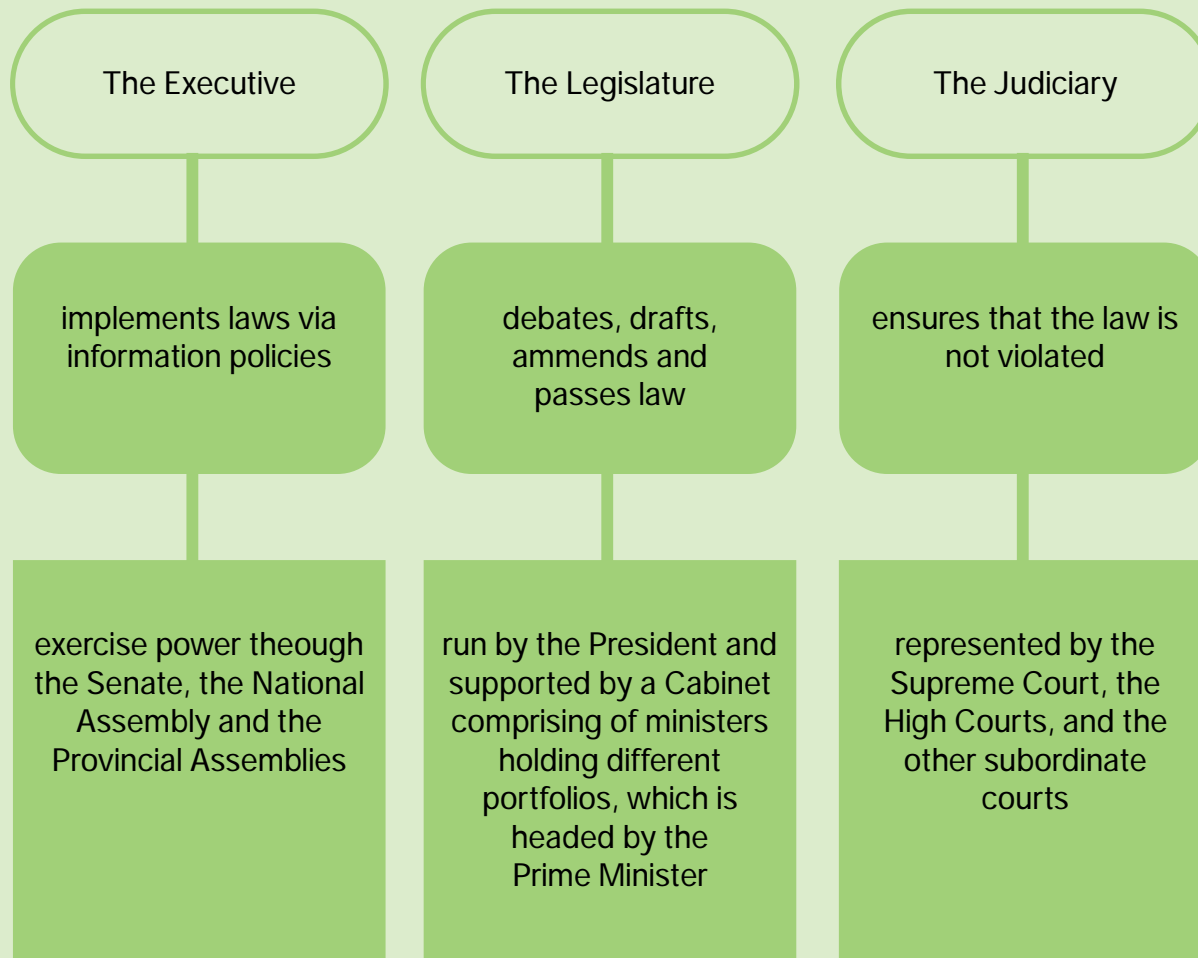 The Executive
The Legislature
The Judiciary
implements laws via
information policies
debates, drafts,
ammends and
passes law
ensures that the law is
not violated
exercise power theough
the Senate, the National
Assembly and the
Provincial Assemblies
run by the President and
supported by a Cabinet
comprising of ministers
holding different
portfolios, which is
headed by the
Prime Minister
represented by the
Supreme Court, the
High Courts, and the
other subordinate
courts